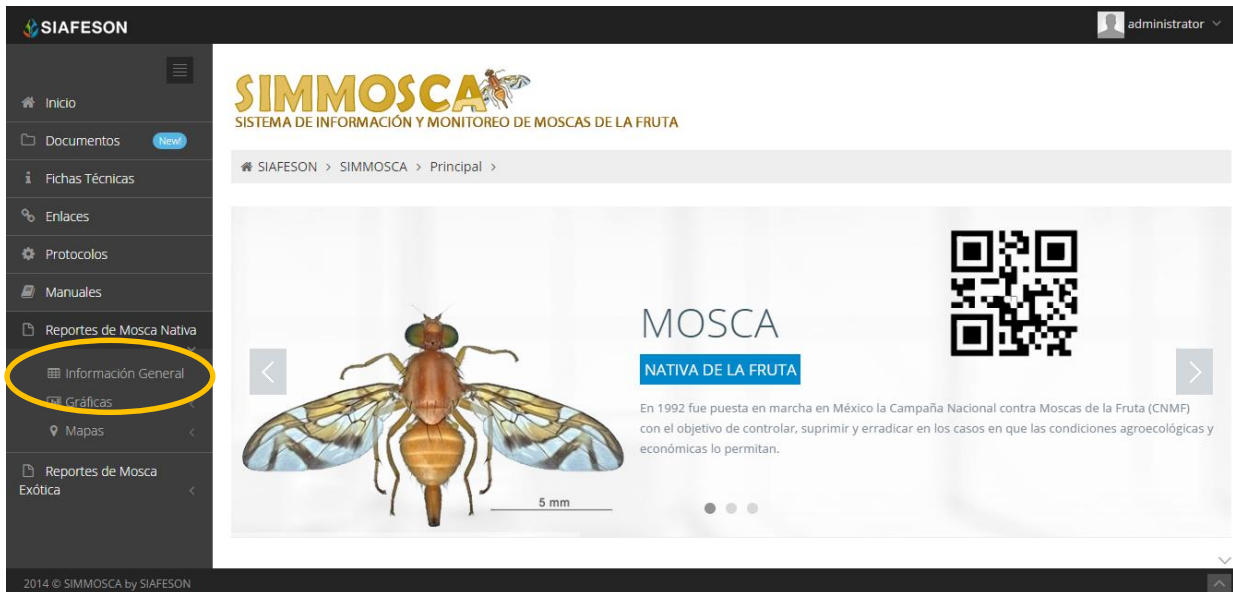 SIAFESON
administrator
Inicio
Documentos New!
Fichas Técnicas
Enlaces
Protocolos
Manuales
Reportes de Mosca Nativa
Información General
Gráficas
Mapas
Reportes de Mosca
Exótica
SIMMOSCA
SISTEMA DE INFORMACIÓN Y MONITOREO DE MOSCAS DE LA FRUTA
SIAFESON > SIMMOSCA > Principal >
MOSCA
NATIVA DE LA FRUTA
En 1992 fue puesta en marcha en México la Campaña Nacional contra Moscas de la Fruta (CNMF)
con el objetivo de controlar, suprimir y erradicar en los casos en que las condiciones agroecológicas y
económicas lo permitan.
5 mm
2014 © SIMMOSCA by SIAFESON